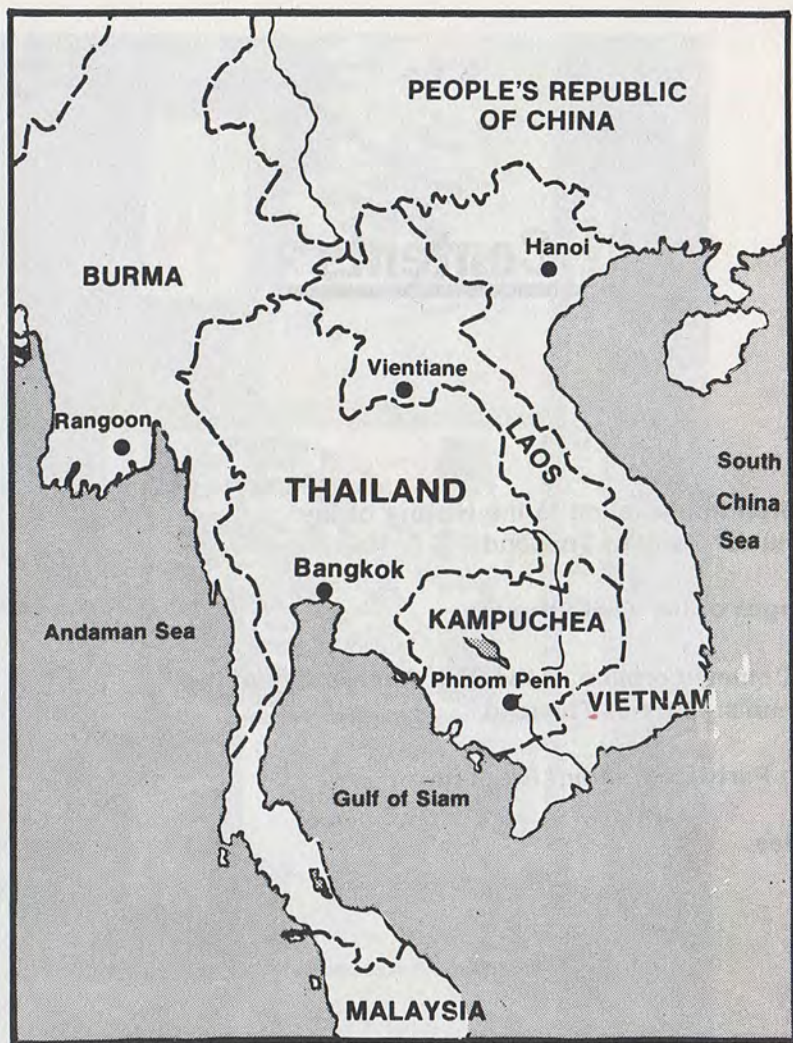 PEOPLE'S REPUBLIC
OF CHINA
Hanoi
BURMA
Vientiane
Rangoon
LAOS
South
China
Sea
THAILAND
Bangkok
KAMPUCHEA
Andaman Sea
Phnom Penh
VIETNAM
Gulf of Siam
MALAYSIA